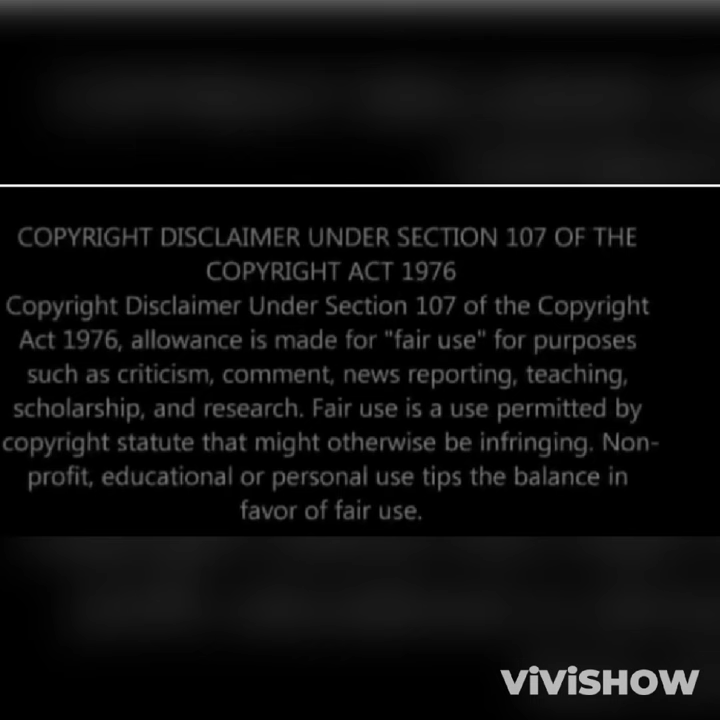 COPYRIGHT DISCLAIMER UNDER SECTION 107 OF THE
COPYRIGHT ACT 1976
Copyright Disclaimer Under Section 107 of the Copyright
Act 1976, allowance is made for "fair use" for purposes
such as criticism, comment, news reporting, teaching,
scholarship, and research. Fair use is a use permitted by
copyright statute that might otherwise be infringing. Non-
profit, educational or personal use tips the balance in
favor of fair use.
ViViSHOW